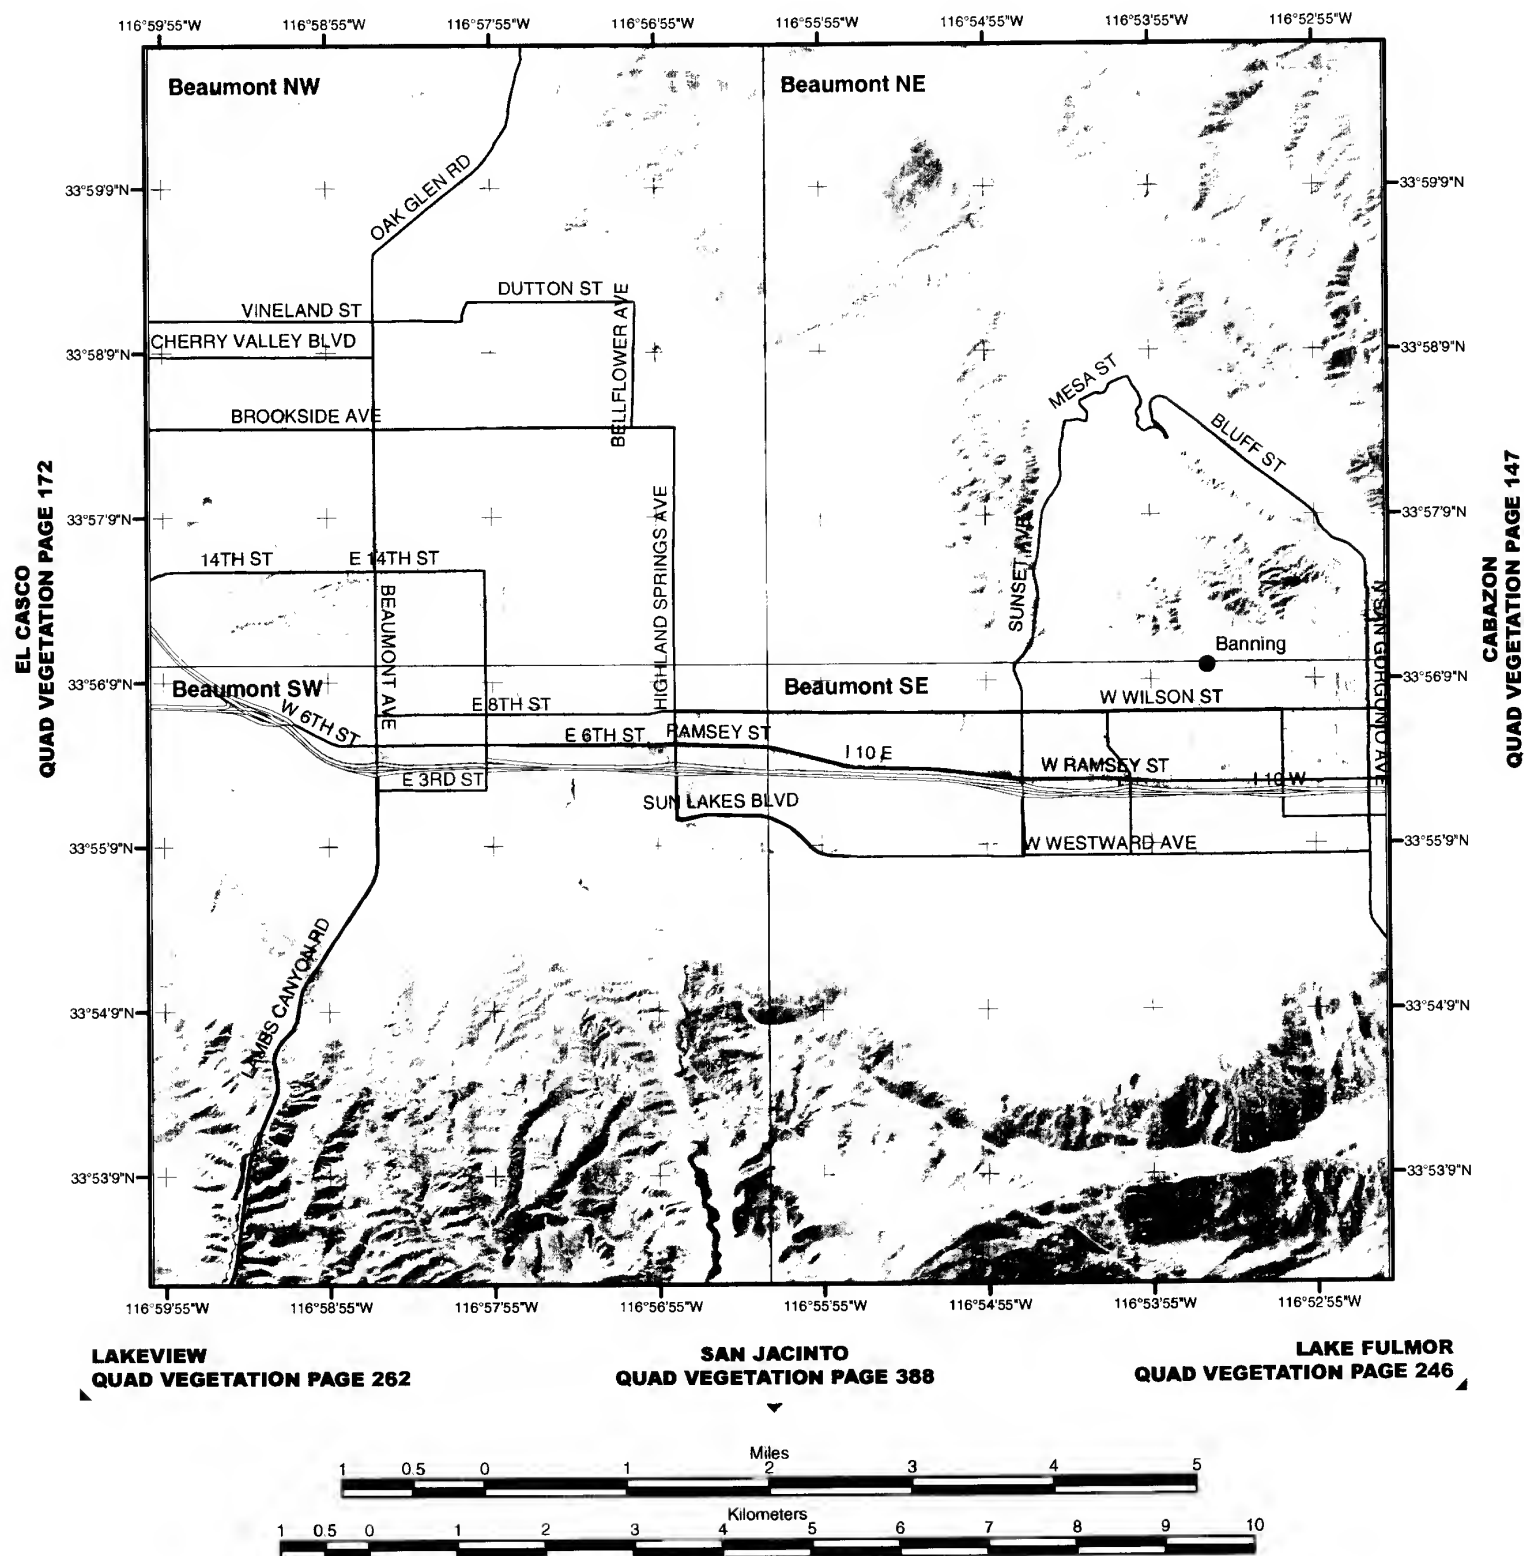 116°59'55"W 116°58'55"W 116°57'55"W 116°56'55"W 116°55'55"W 116°54'55"W 116°53'55"W 116°52'55"W
Beaumont NW
Beaumont NE
OAK GLEN RD
33°59'9"N
33°59'9"N
DUTTON ST
VINELAND ST
BELLFLOWER AVE
CHERRY VALLEY BLVD
33°58'9"N
33°58'9"N
MESA ST
BROOKSIDE AVE
BLUFF ST
EL CASCO
QUAD VEGETATION PAGE 172
CABAZON
QUAD VEGETATION PAGE 147
33°57'9"N
33°57'9"N
HIGHLAND SPRINGS AVE
SUNSET AVE
14TH ST
E 14TH ST
BEAUMONT AVE
N SAN GORGONIO AVE
Banning
33°56'9"N
33°56'9"N
Beaumont SW
Beaumont SE
W WILSON ST
E 8TH ST
W 6TH ST
E 6TH ST
RAMSEY ST
I 10 E
W RAMSEY ST
I 10 W
E 3RD ST
SUN LAKES BLVD
33°55'9"N
33°55'9"N
W WESTWARD AVE
LAMBS CANYON RD
33°54'9"N
33°54'9"N
33°53'9"N
33°53'9"N
116°59'55"W 116°58'55"W 116°57'55"W 116°56'55"W 116°55'55"W 116°54'55"W 116°53'55"W 116°52'55"W
LAKEVIEW
QUAD VEGETATION PAGE 262
SAN JACINTO
QUAD VEGETATION PAGE 388
LAKE FULMOR
QUAD VEGETATION PAGE 246
Miles
1 0.5 0 1 2 3 4 5
Kilometers
1 0.5 0 1 2 3 4 5 6 7 8 9 10